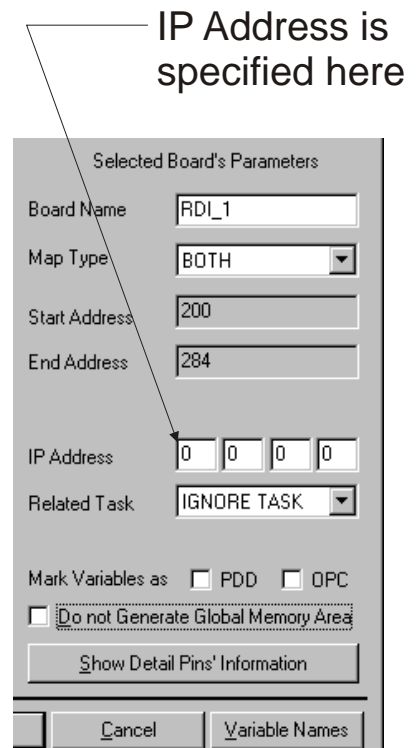 IP Address is
specified here
Selected Board's Parameters
Board Name RDI_1
Map Type BOTH
Start Address 200
End Address 284
IP Address 0 0 0 0
Related Task IGNORE TASK
Mark Variables as PDD OPC
Do not Generate Global Memory Area
Show Detail Pins' Information
Cancel Variable Names